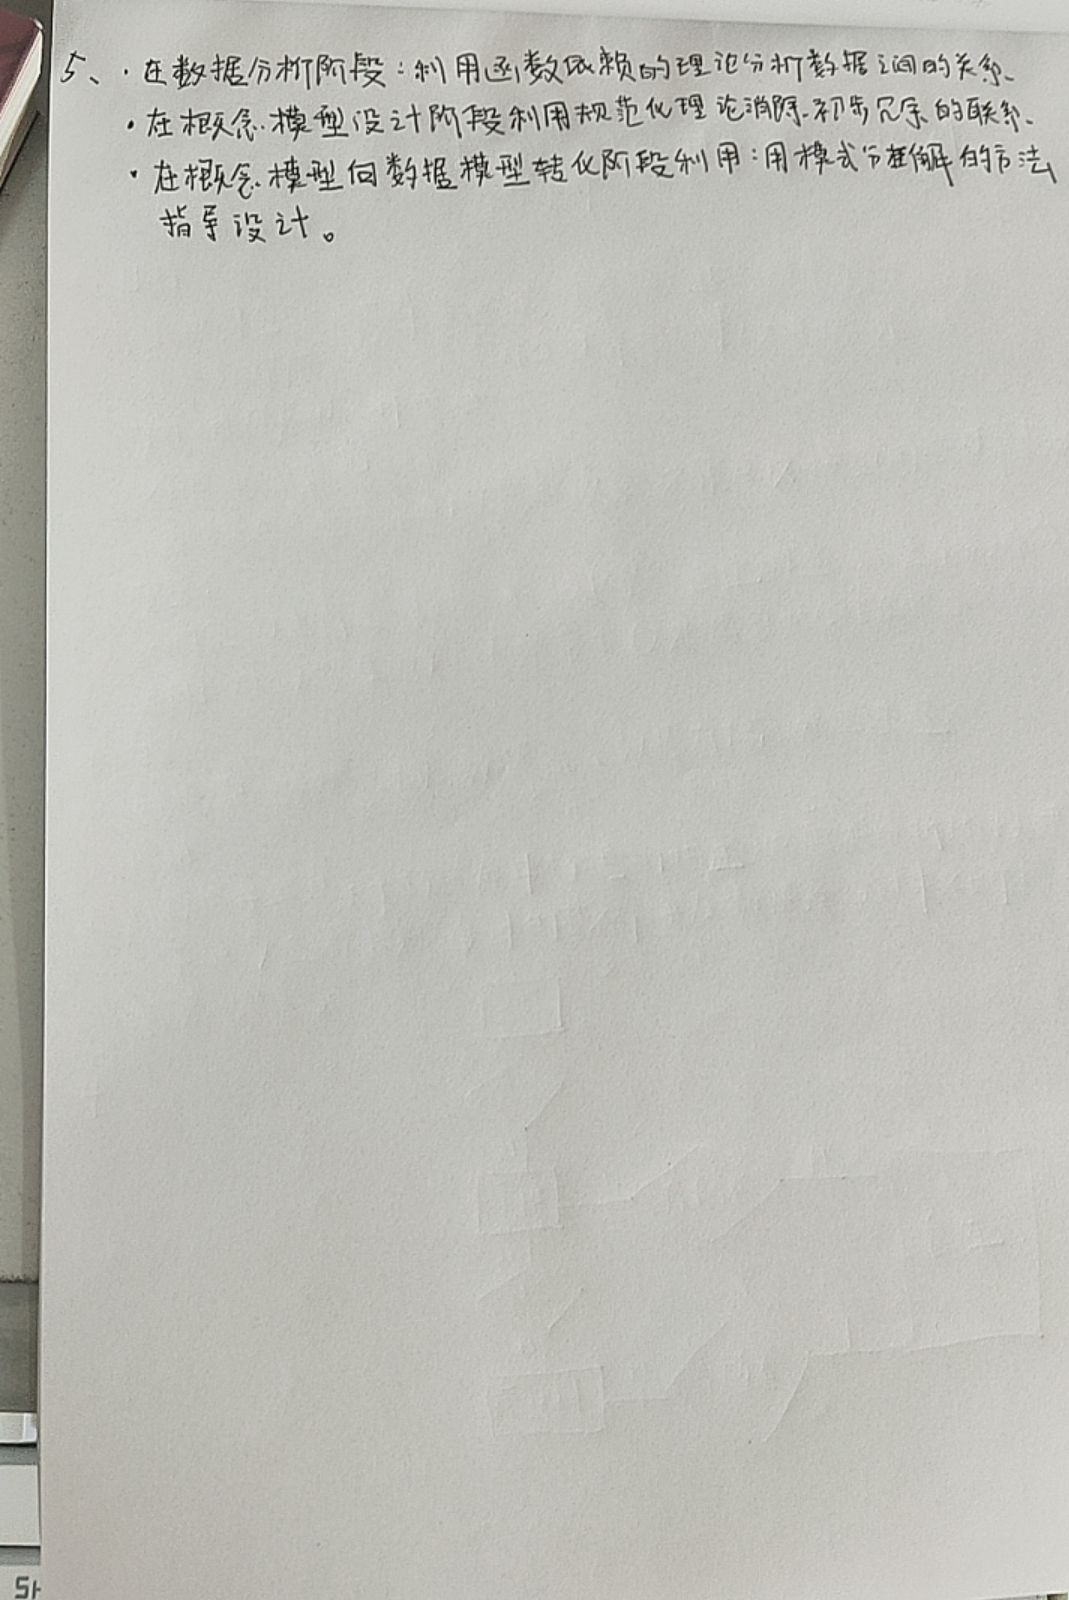 5、·在数据分析阶段：利用函数依赖的理论分析数据之间的关系、
·在概念模型设计阶段利用规范化理论消除初步冗余的联系、
·在概念模型向数据模型转化阶段利用：用模式分解的方法
指导设计。
SH